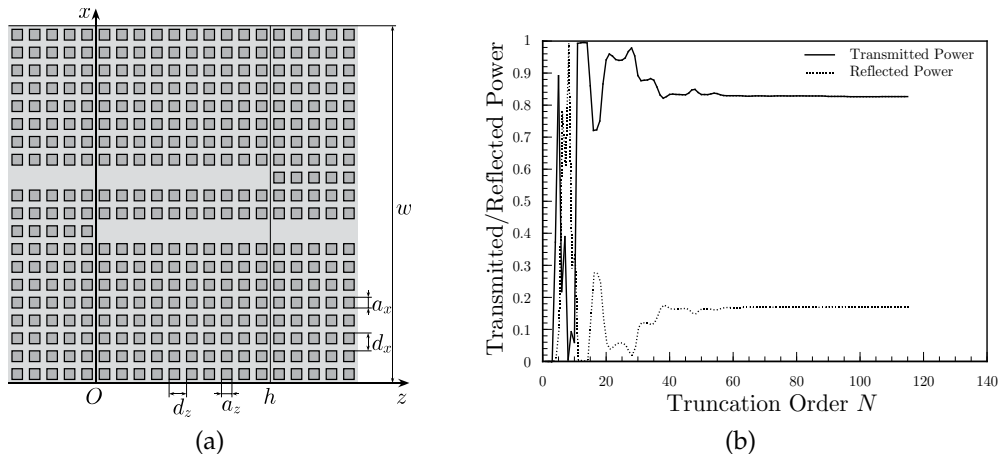 x
w
a_x
d_x
O
d_z
a_z
h
z
(a)
Transmitted/Reflected Power
1
0.9
0.8
0.7
0.6
0.5
0.4
0.3
0.2
0.1
0
Transmitted Power
Reflected Power
0 20 40 60 80 100 120 140
Truncation Order N
(b)